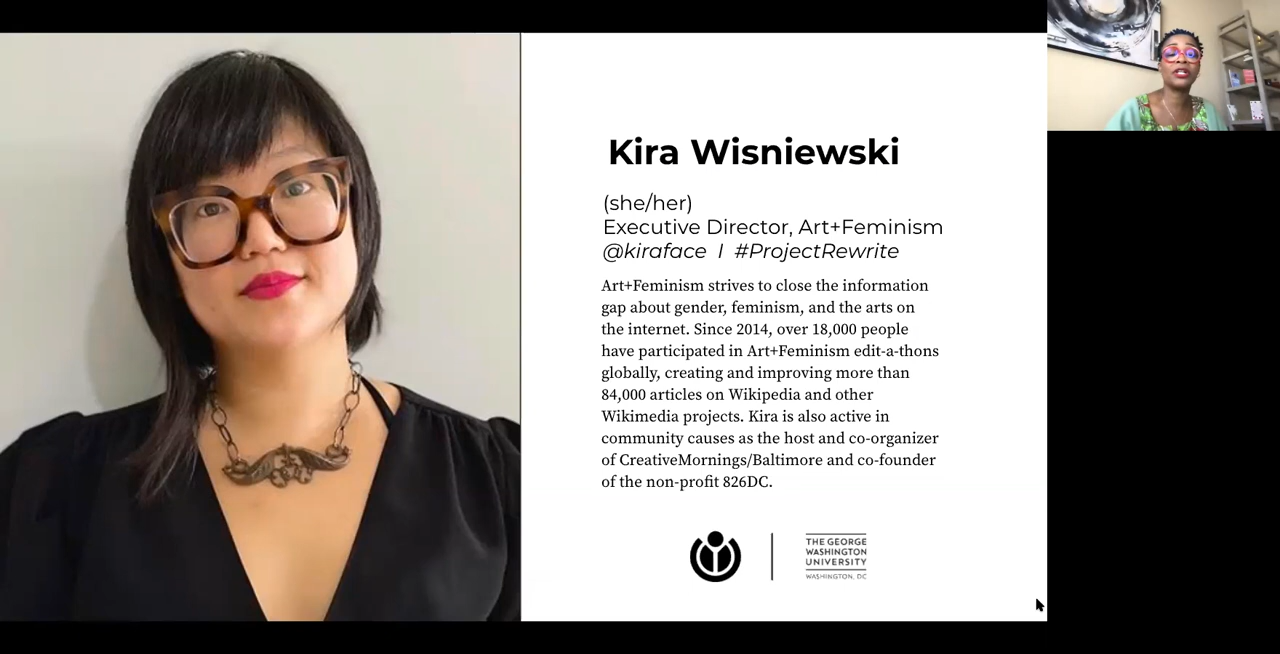 Kira Wisniewski
(she/her)
Executive Director, Art+Feminism
@kiraface I #ProjectRewrite
Art+Feminism strives to close the information
gap about gender, feminism, and the arts on
the internet. Since 2014, over 18,000 people
have participated in Art+Feminism edit-a-thons
globally, creating and improving more than
84,000 articles on Wikipedia and other
Wikimedia projects. Kira is also active in
community causes as the host and co-organizer
of CreativeMornings/Baltimore and co-founder
of the non-profit 826DC.
THE GEORGE
WASHINGTON
UNIVERSITY
WASHINGTON, DC